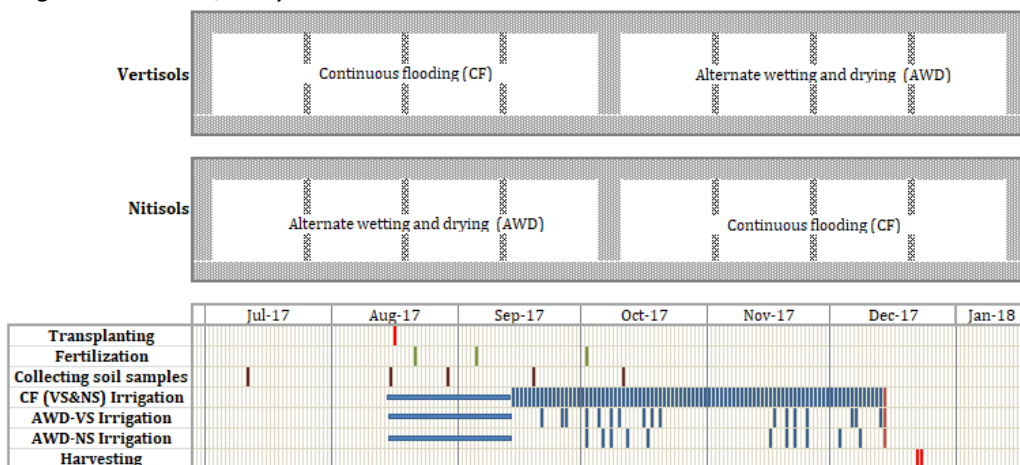 Vertisols
Continuous flooding (CF)
Alternate wetting and drying (AWD)
Nitisols
Alternate wetting and drying (AWD)
Continuous flooding (CF)
Jul-17 Aug-17 Sep-17 Oct-17 Nov-17 Dec-17 Jan-18
Transplanting
Fertilization
Collecting soil samples
CF (VS&NS) Irrigation
AWD-VS Irrigation
AWD-NS Irrigation
Harvesting